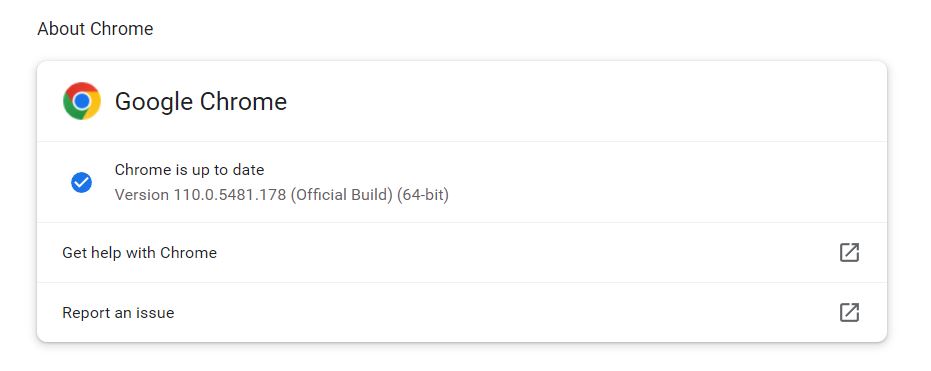 About Chrome
Google Chrome
Chrome is up to date
Version 110.0.5481.178 (Official Build) (64-bit)
Get help with Chrome
Report an issue